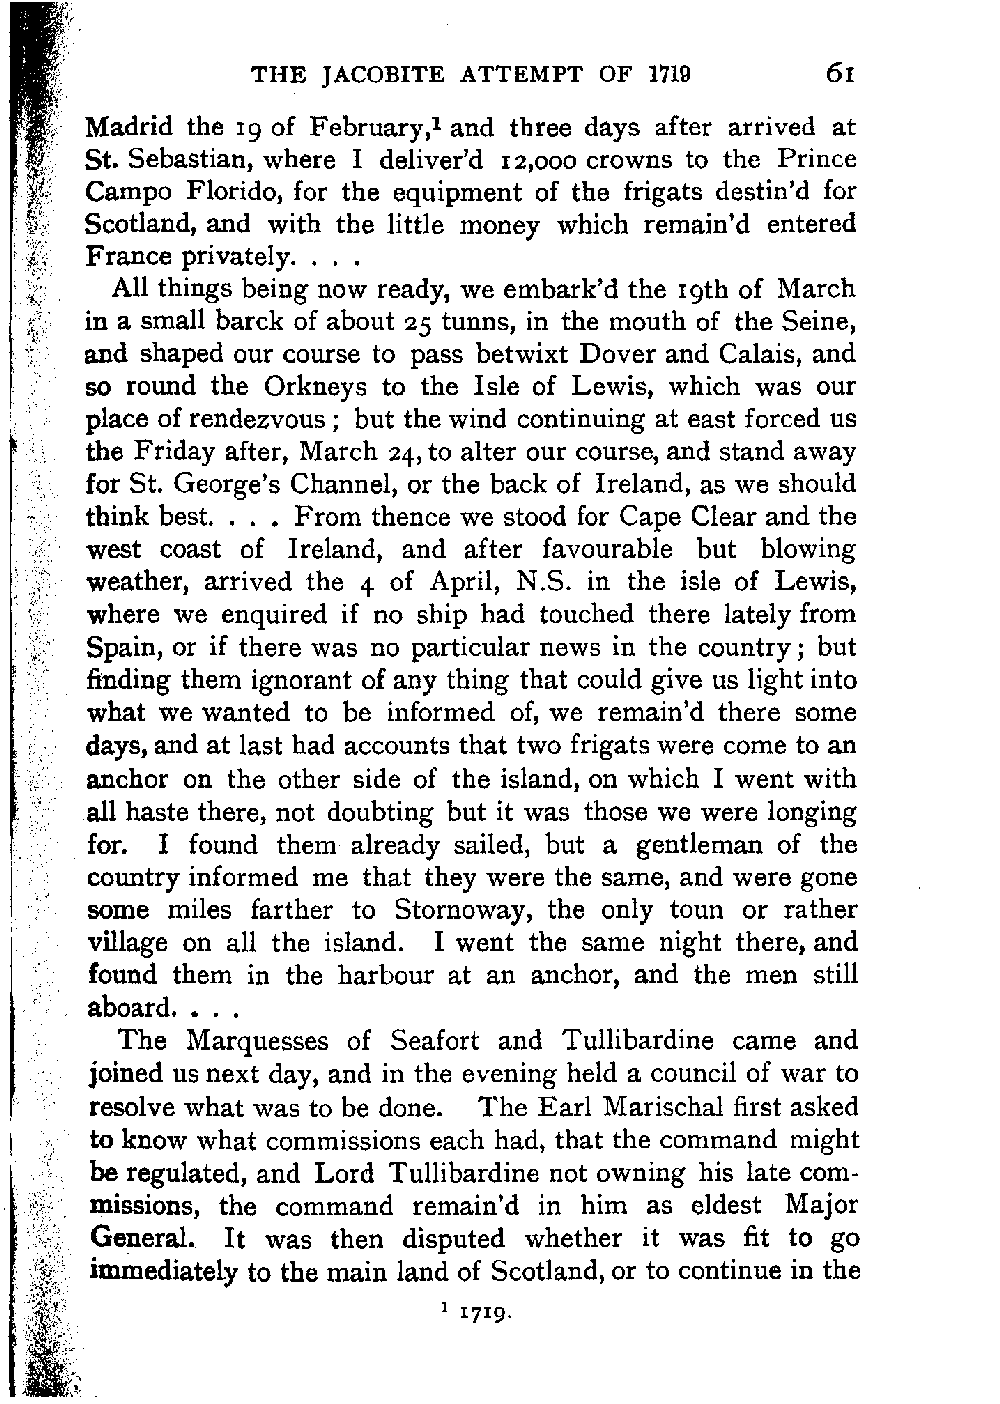 THE JACOBITE ATTEMPT OF 1719 61
Madrid the 19 of February,¹ and three days after arrived at
St. Sebastian, where I deliver'd 12,000 crowns to the Prince
Campo Florido, for the equipment of the frigats destin'd for
Scotland, and with the little money which remain'd entered
France privately. . . .
All things being now ready, we embark'd the 19th of March
in a small barck of about 25 tunns, in the mouth of the Seine,
and shaped our course to pass betwixt Dover and Calais, and
so round the Orkneys to the Isle of Lewis, which was our
place of rendezvous; but the wind continuing at east forced us
the Friday after, March 24, to alter our course, and stand away
for St. George's Channel, or the back of Ireland, as we should
think best. . . . From thence we stood for Cape Clear and the
west coast of Ireland, and after favourable but blowing
weather, arrived the 4 of April, N.S. in the isle of Lewis,
where we enquired if no ship had touched there lately from
Spain, or if there was no particular news in the country; but
finding them ignorant of any thing that could give us light into
what we wanted to be informed of, we remain'd there some
days, and at last had accounts that two frigats were come to an
anchor on the other side of the island, on which I went with
all haste there, not doubting but it was those we were longing
for. I found them already sailed, but a gentleman of the
country informed me that they were the same, and were gone
some miles farther to Stornoway, the only toun or rather
village on all the island. I went the same night there, and
found them in the harbour at an anchor, and the men still
aboard. . . .
The Marquesses of Seafort and Tullibardine came and
joined us next day, and in the evening held a council of war to
resolve what was to be done. The Earl Marischal first asked
to know what commissions each had, that the command might
be regulated, and Lord Tullibardine not owning his late com-
missions, the command remain'd in him as eldest Major
General. It was then disputed whether it was fit to go
immediately to the main land of Scotland, or to continue in the
¹ 1719.